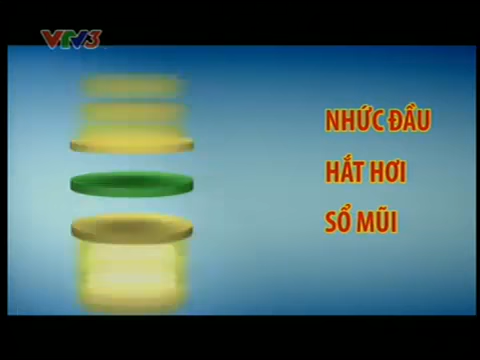 VTV3
NHỨC ĐẦU
HẮT HƠI
SỔ MŨI